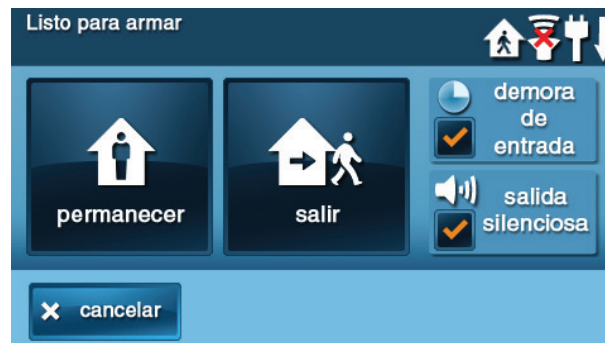 Listo para armar
permanecer
salir
demora
de
entrada
salida
silenciosa
cancelar